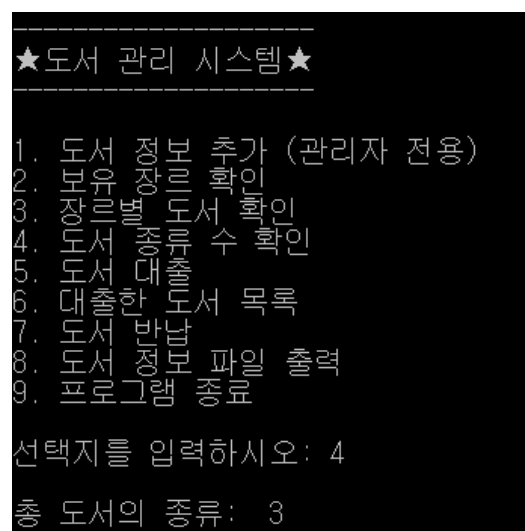 --------------------
★도서 관리 시스템★
--------------------
1. 도서 정보 추가 (관리자 전용)
2. 보유 장르 확인
3. 장르별 도서 확인
4. 도서 종류 수 확인
5. 도서 대출
6. 대출한 도서 목록
7. 도서 반납
8. 도서 정보 파일 출력
9. 프로그램 종료
선택지를 입력하시오: 4
총 도서의 종류: 3